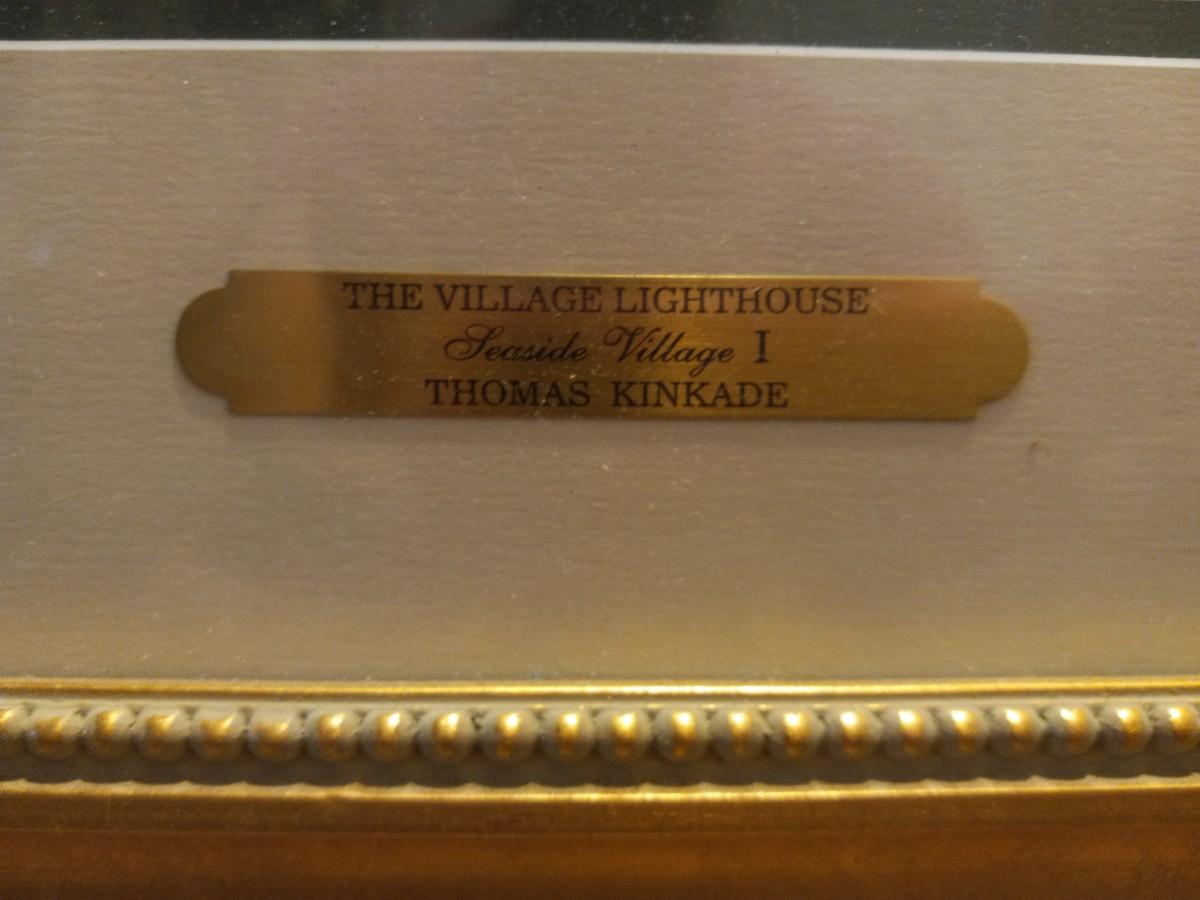 THE VILLAGE LIGHTHOUSE
Seaside Village I
THOMAS KINKADE